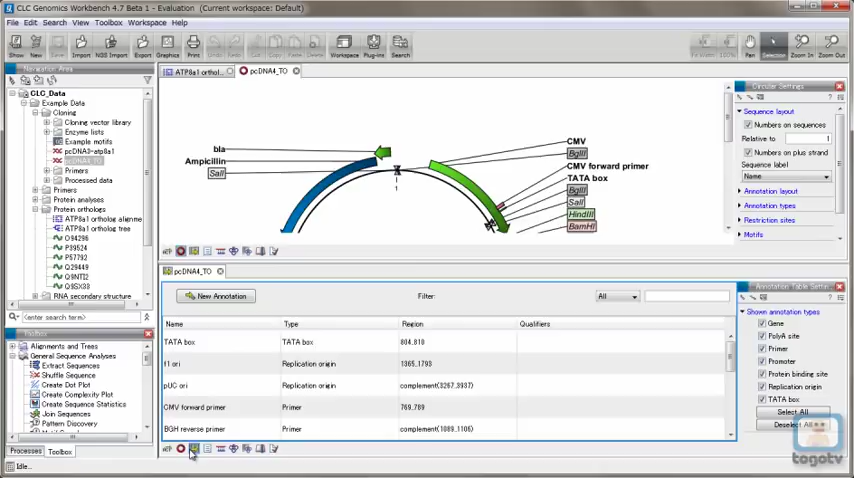 CLC Genomics Workbench 4.7 Beta 1 - Evaluation  (Current workspace: Default)
File Edit Search View Toolbox Workspace Help
Show New Save Import NGS Import Export Graphics Print Undo Redo Cut Copy Paste Delete Workspace Plug-ins Search Fit Width 100% Pan Selection Zoom In Zoom Out
Navigation Area
CLC_Data
Example Data
Cloning
Cloning vector library
Enzyme lists
Example motifs
pcDNA3-atp8a1
pcDNA4_TO
Primers
Processed data
Primers
Protein analyses
Protein orthologs
ATP8a1 ortholog alignme
ATP8a1 ortholog tree
O94296
P39524
P57792
Q29449
Q9NTI2
Q9SX33
RNA secondary structure
<enter search term>
Toolbox
Alignments and Trees
General Sequence Analyses
Extract Sequences
Shuffle Sequence
Create Dot Plot
Create Complexity Plot
Create Sequence Statistics
Join Sequences
Pattern Discovery
Processes Toolbox
Idle...
ATP8a1 orthol...
pcDNA4_TO
bla
Ampicillin
SalI
1
CMV
BglII
CMV forward primer
TATA box
BglII
SalI
HindIII
BamHI
Circular Settings
Sequence layout
Numbers on sequences
Relative to 1
Numbers on plus strand
Sequence label
Name
Annotation layout
Annotation types
Restriction sites
Motifs
pcDNA4_TO
New Annotation
Filter:
All
Name Type Region Qualifiers
TATA box TATA box 804..810
f1 ori Replication origin 1365..1793
pUC ori Replication origin complement(3267..3937)
CMV forward primer Primer 769..789
BGH reverse primer Primer complement(1089..1106)
Annotation Table Settin...
Shown annotation types
Gene
PolyA site
Primer
Promoter
Protein binding site
Replication origin
TATA box
Select All
Deselect All
togotv